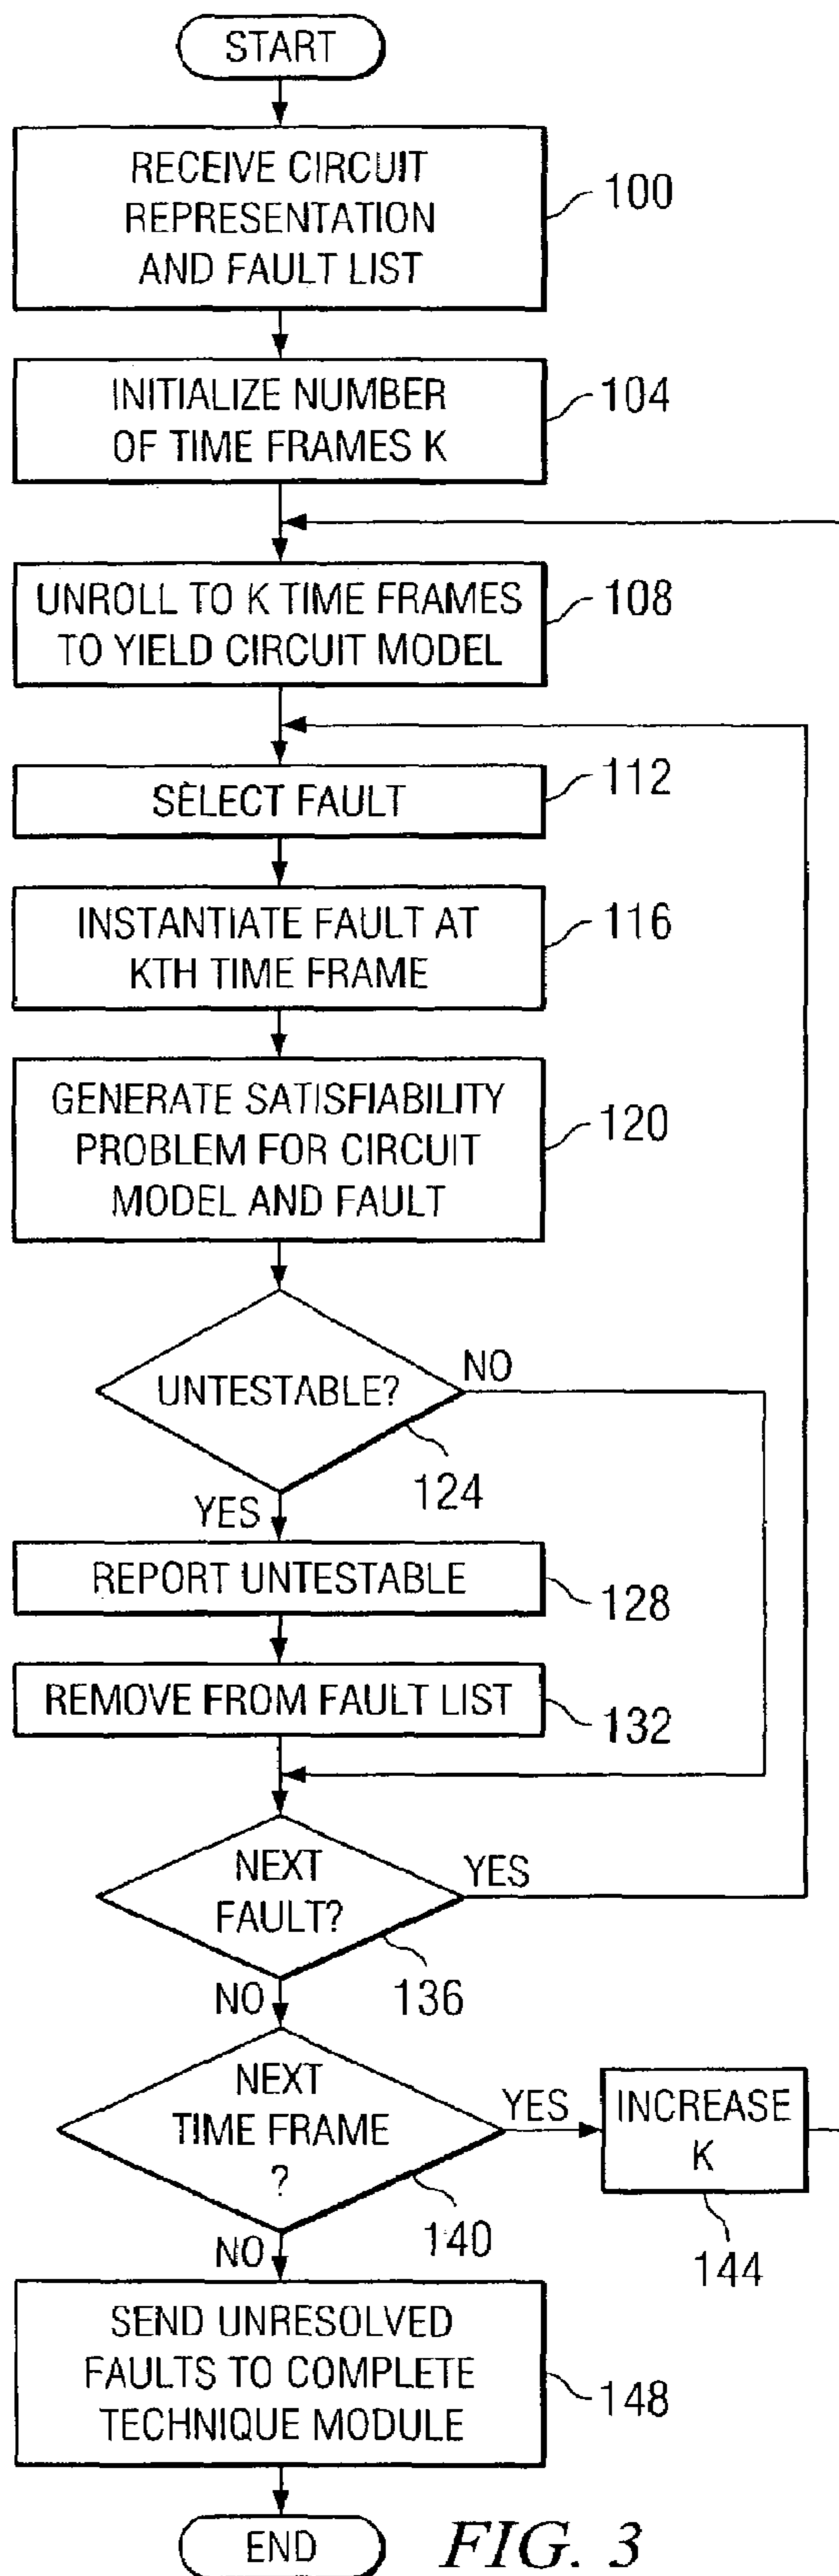 START
RECEIVE CIRCUIT
REPRESENTATION
AND FAULT LIST
100
INITIALIZE NUMBER
OF TIME FRAMES K
104
UNROLL TO K TIME FRAMES
TO YIELD CIRCUIT MODEL
108
SELECT FAULT
112
INSTANTIATE FAULT AT
KTH TIME FRAME
116
GENERATE SATISFIABILITY
PROBLEM FOR CIRCUIT
MODEL AND FAULT
120
UNTESTABLE?
NO
124
YES
REPORT UNTESTABLE
128
REMOVE FROM FAULT LIST
132
NEXT
FAULT?
YES
136
NO
NEXT
TIME FRAME
?
YES
140
INCREASE
K
144
NO
SEND UNRESOLVED
FAULTS TO COMPLETE
TECHNIQUE MODULE
148
END
FIG. 3